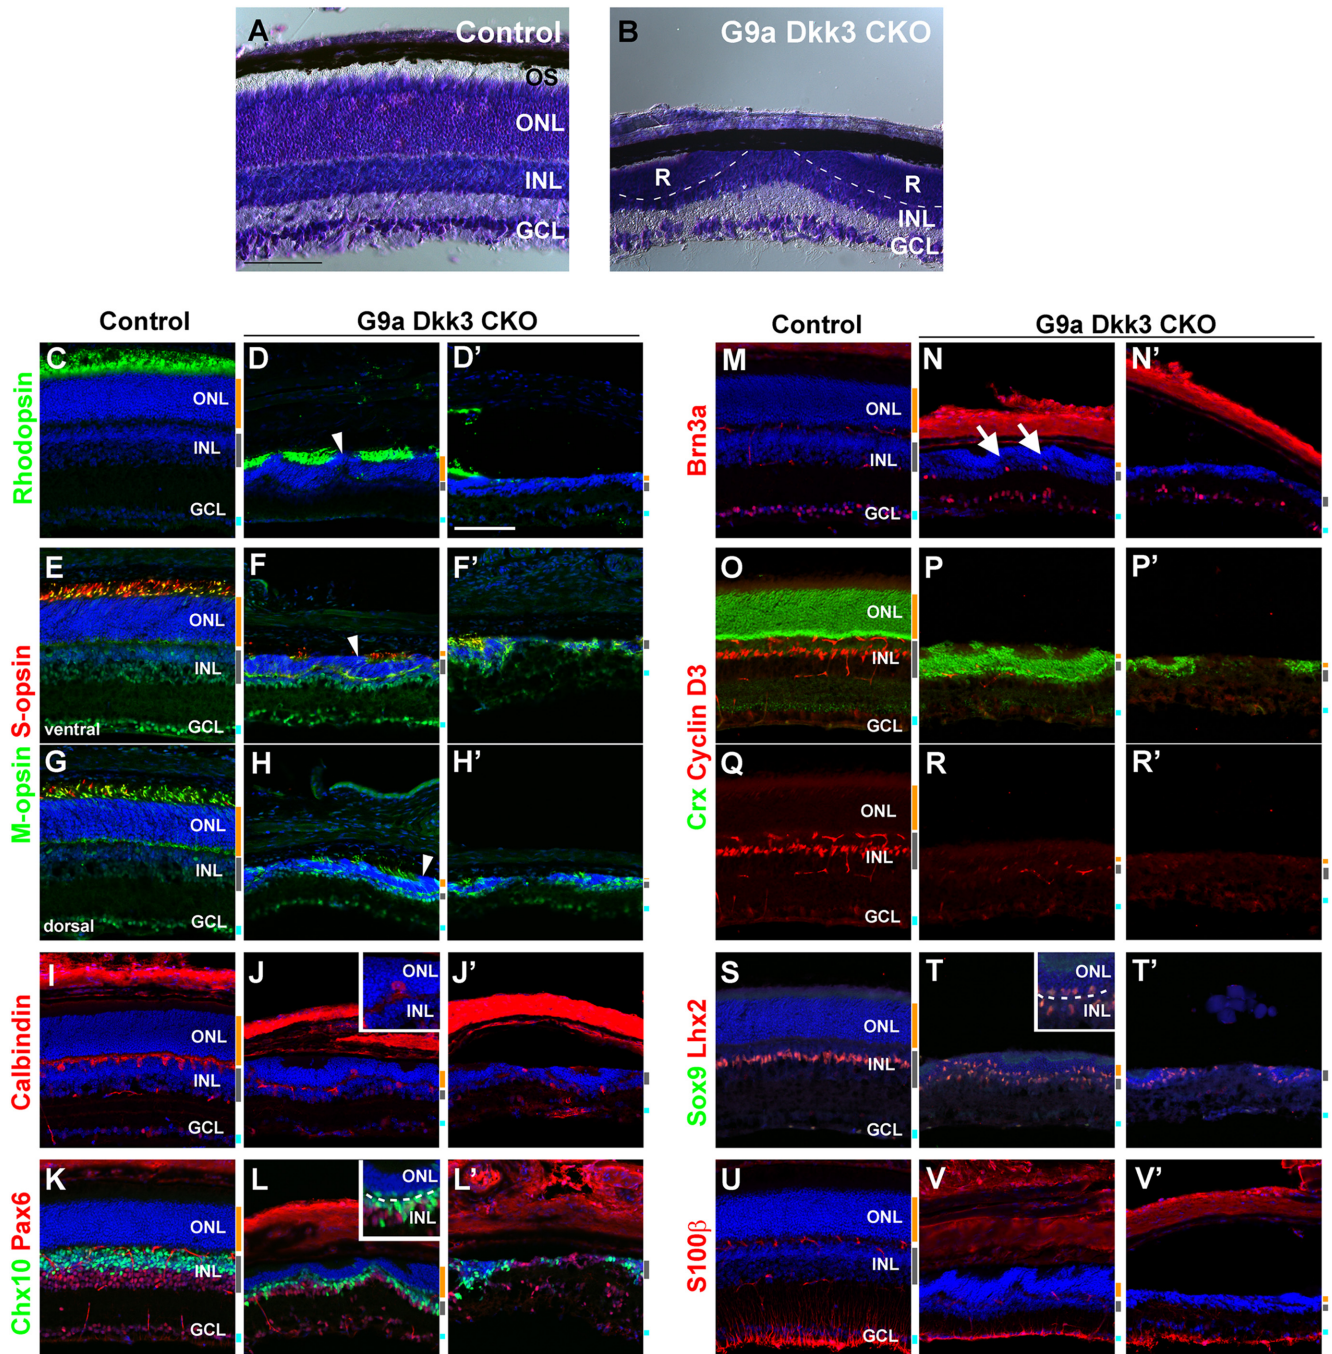 A Control
OS
ONL
INL
GCL
B G9a Dkk3 CKO
R
R
INL
GCL
Control
G9a Dkk3 CKO
Rhodopsin
C
ONL
INL
GCL
D
D’
M-opsin S-opsin
E
ONL
INL
GCL
ventral
F
F’
G
ONL
INL
GCL
dorsal
H
H’
Calbindin
I
ONL
INL
GCL
J
ONL
INL
J’
Chx10 Pax6
K
ONL
INL
GCL
L
ONL
INL
L’
Control
G9a Dkk3 CKO
Brn3a
M
ONL
INL
GCL
N
N’
Crx Cyclin D3
O
ONL
INL
GCL
P
P’
Q
ONL
INL
GCL
R
R’
Sox9 Lhx2
S
ONL
INL
GCL
T
ONL
INL
T’
S100β
U
ONL
INL
GCL
V
V’